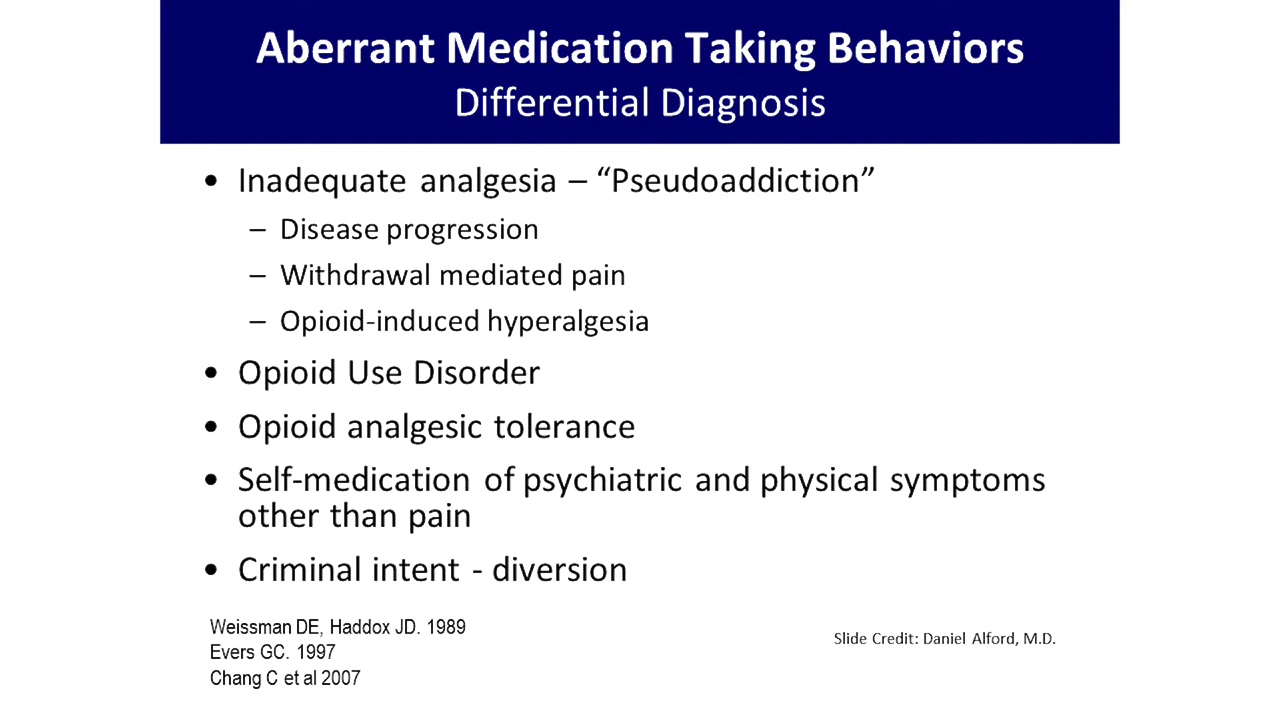 Aberrant Medication Taking Behaviors
Differential Diagnosis
• Inadequate analgesia – “Pseudoaddiction”
– Disease progression
– Withdrawal mediated pain
– Opioid-induced hyperalgesia
• Opioid Use Disorder
• Opioid analgesic tolerance
• Self-medication of psychiatric and physical symptoms
other than pain
• Criminal intent - diversion
Weissman DE, Haddox JD. 1989
Evers GC. 1997
Chang C et al 2007
Slide Credit: Daniel Alford, M.D.